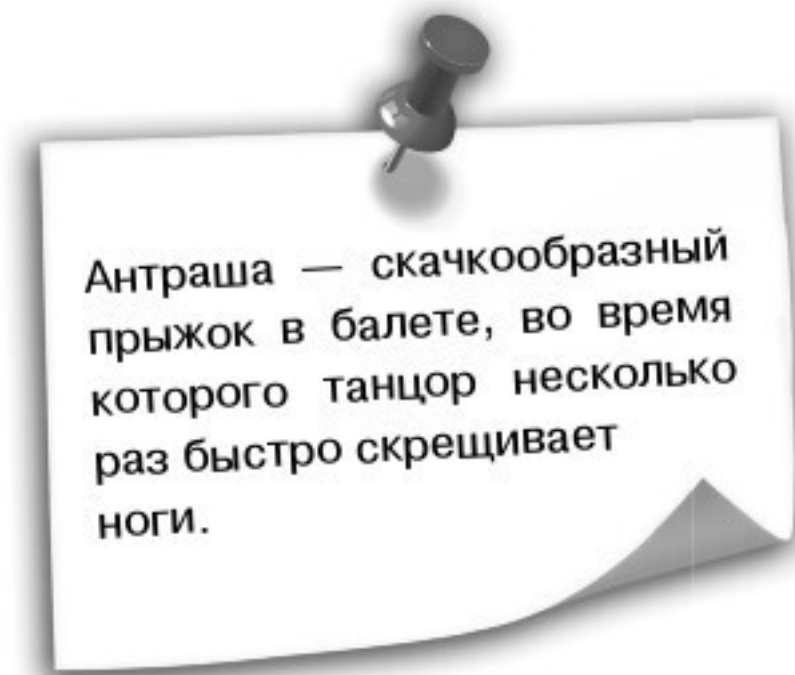 Антраша — скачкообразный
прыжок в балете, во время
которого танцор несколько
раз быстро скрещивает
ноги.